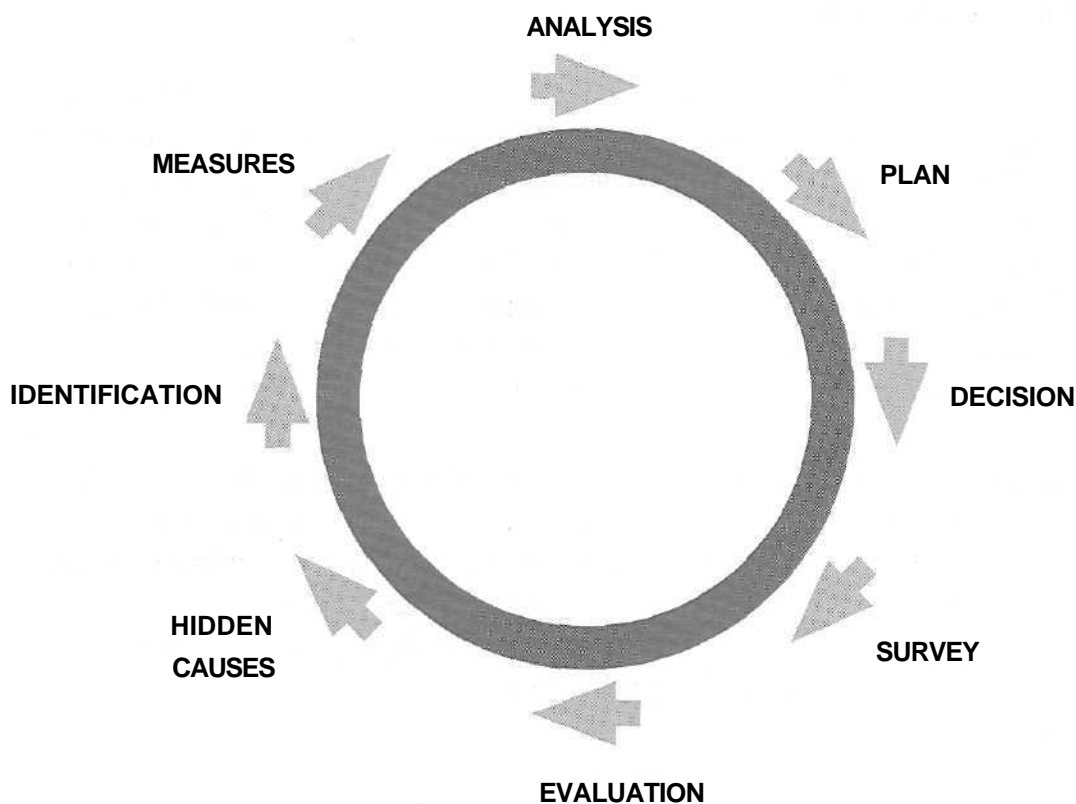 ANALYSIS
PLAN
DECISION
SURVEY
EVALUATION
HIDDEN
CAUSES
IDENTIFICATION
MEASURES